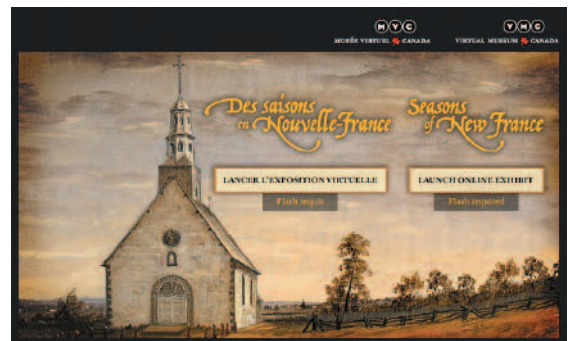 MVC
MUSÉE VIRTUEL CANADA
VMC
VIRTUAL MUSEUM CANADA
Des saisons
en Nouvelle-France
LANCER L'EXPOSITION VIRTUELLE
Flash requis
Seasons
of New France
LAUNCH ONLINE EXHIBIT
Flash required